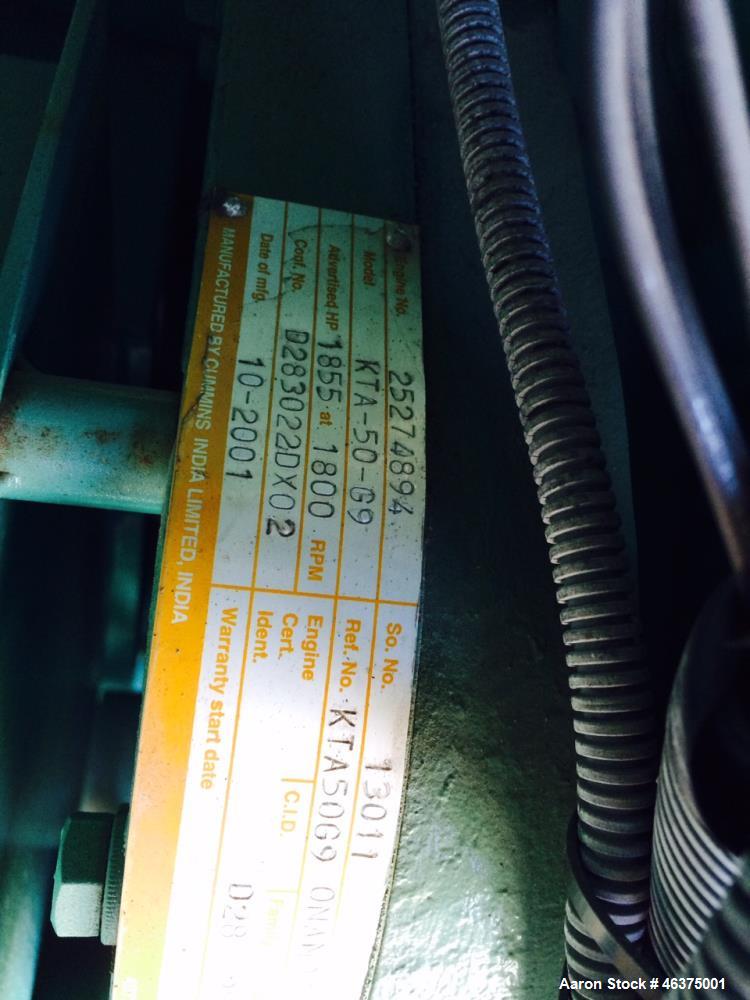 Engine No. 25274894 So. No. 13011
Model KTA-50-G9 Ref. No. KTA50G9
Advertised HP 1855 at 1800 RPM Engine
Cont. No. D283022DX02 Cert. C.I.D. Family
Ident.
Date of mfg. 10-2001 Warranty start date D28
MANUFACTURED BY CUMMINS INDIA LIMITED, INDIA
Aaron Stock # 46375001